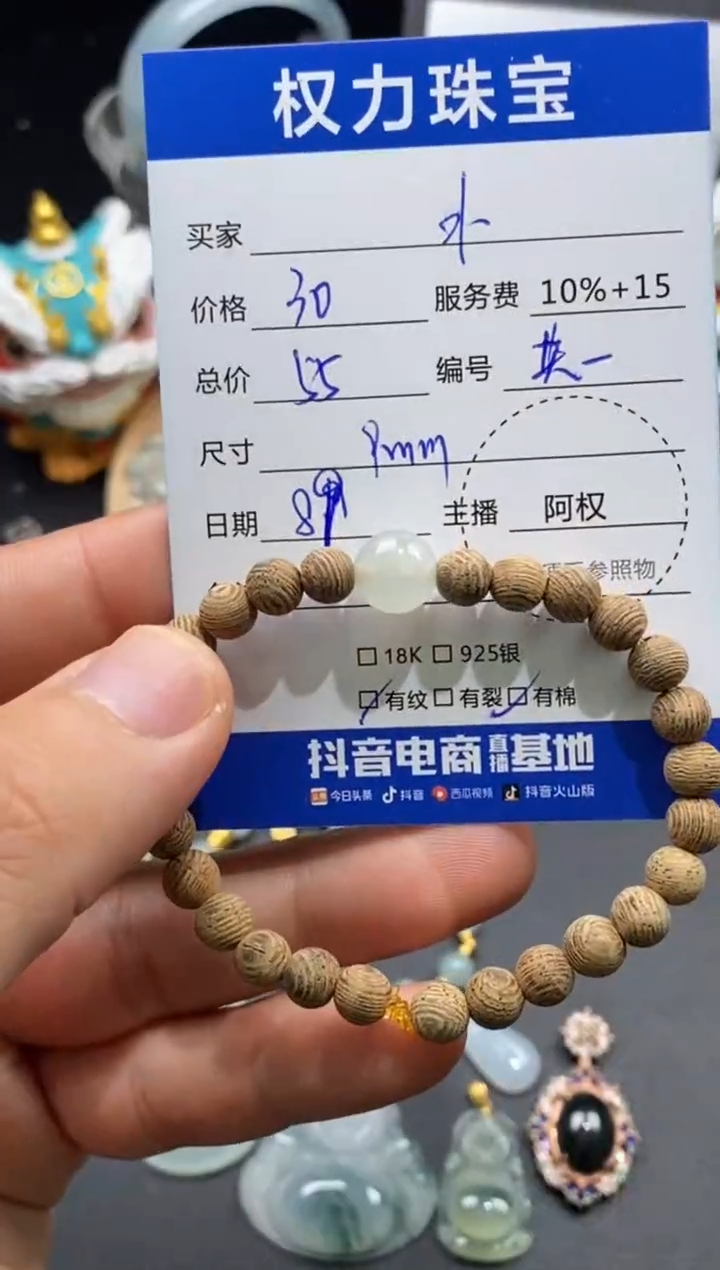 权力珠宝
买家 水
价格 30 服务费 10%+15
总价 55 编号
尺寸 8mm
日期 8 主播 阿权
参照物
□ 18K □ 925银
□ 有纹 □ 有裂 □ 有棉
抖音电商直播基地
头条 今日头条 抖音 西瓜视频 抖音火山版